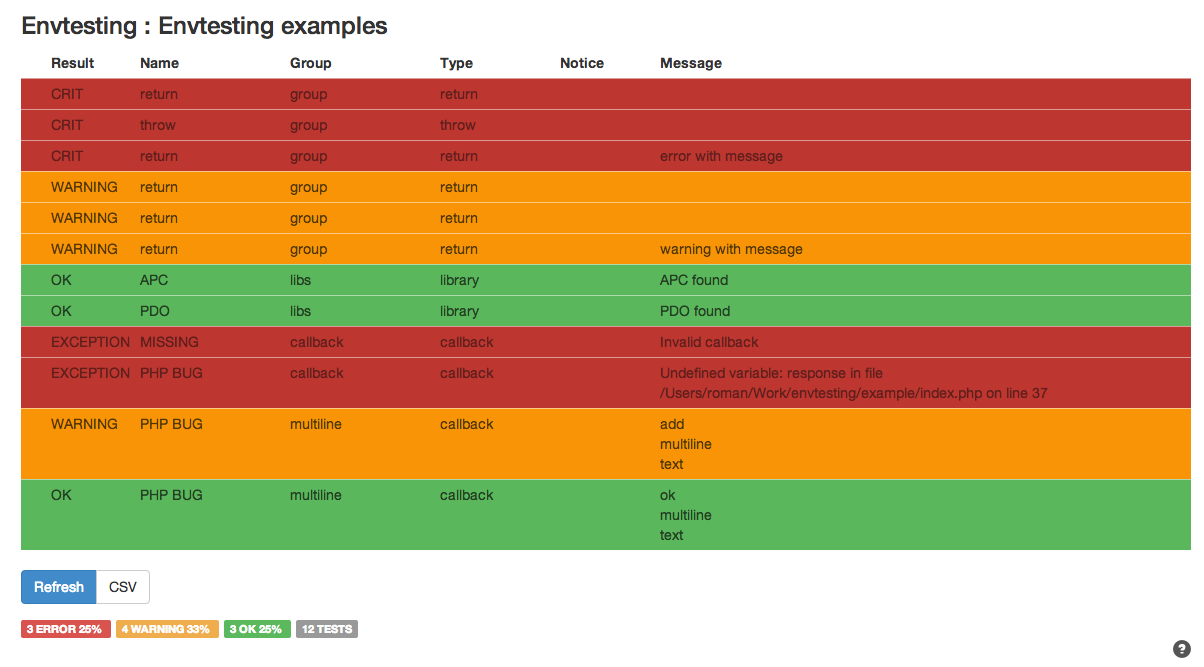 Envtesting : Envtesting examples
Result Name Group Type Notice Message
CRIT return group return
CRIT throw group throw
CRIT return group return error with message
WARNING return group return
WARNING return group return
WARNING return group return warning with message
OK APC libs library APC found
OK PDO libs library PDO found
EXCEPTION MISSING callback callback Invalid callback
EXCEPTION PHP BUG callback callback Undefined variable: response in file
/Users/roman/Work/envtesting/example/index.php on line 37
WARNING PHP BUG multiline callback add
multiline
text
OK PHP BUG multiline callback ok
multiline
text
Refresh CSV
3 ERROR 25% 4 WARNING 33% 3 OK 25% 12 TESTS
?